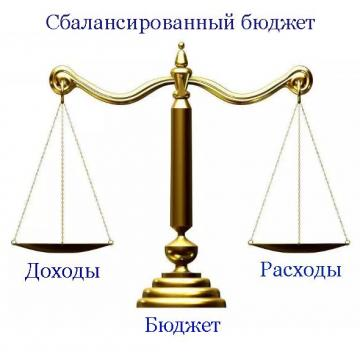 Сбалансированный бюджет
Доходы
Расходы
Бюджет